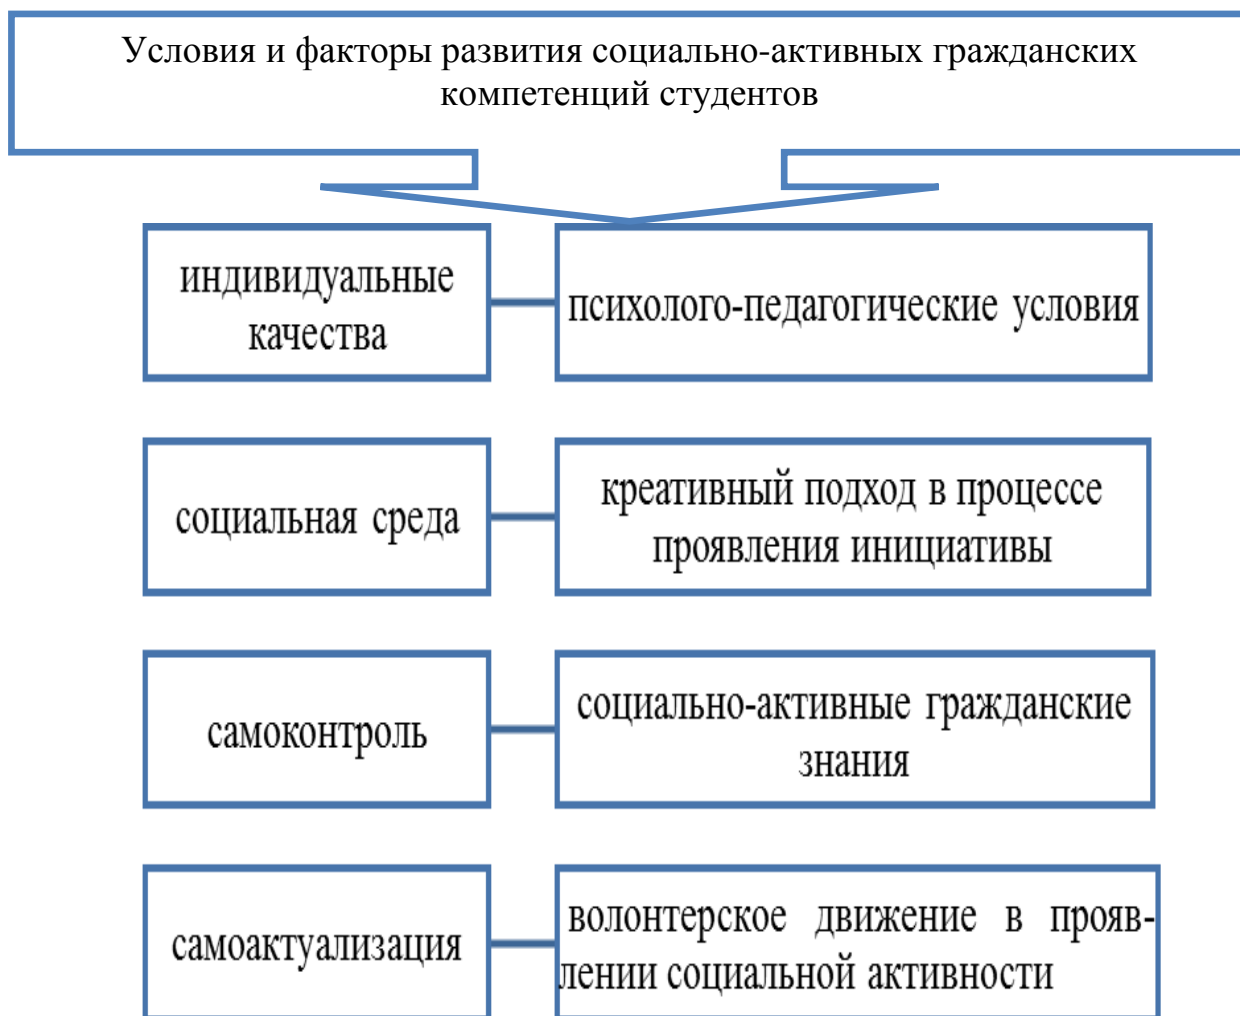 Условия и факторы развития социально-активных гражданских
компетенций студентов
индивидуальные
качества
психолого-педагогические условия
социальная среда
креативный подход в процессе
проявления инициативы
самоконтроль
социально-активные гражданские
знания
самоактуализация
волонтерское движение в прояв-
лении социальной активности